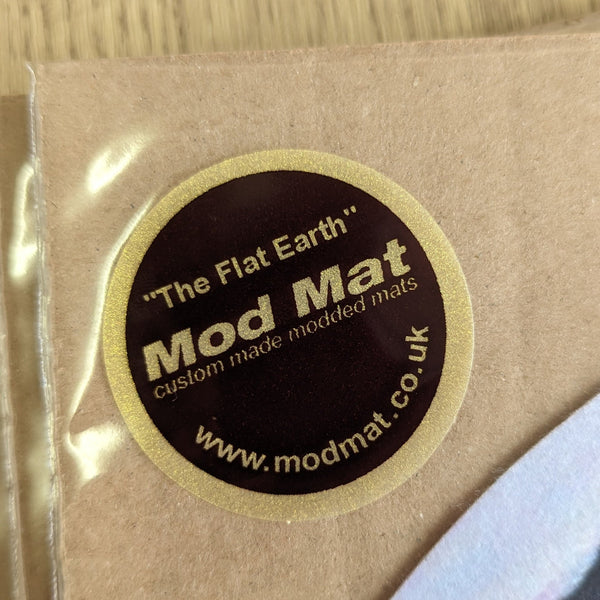 "The Flat Earth"
Mod Mat
custom made modded mats
www.modmat.co.uk